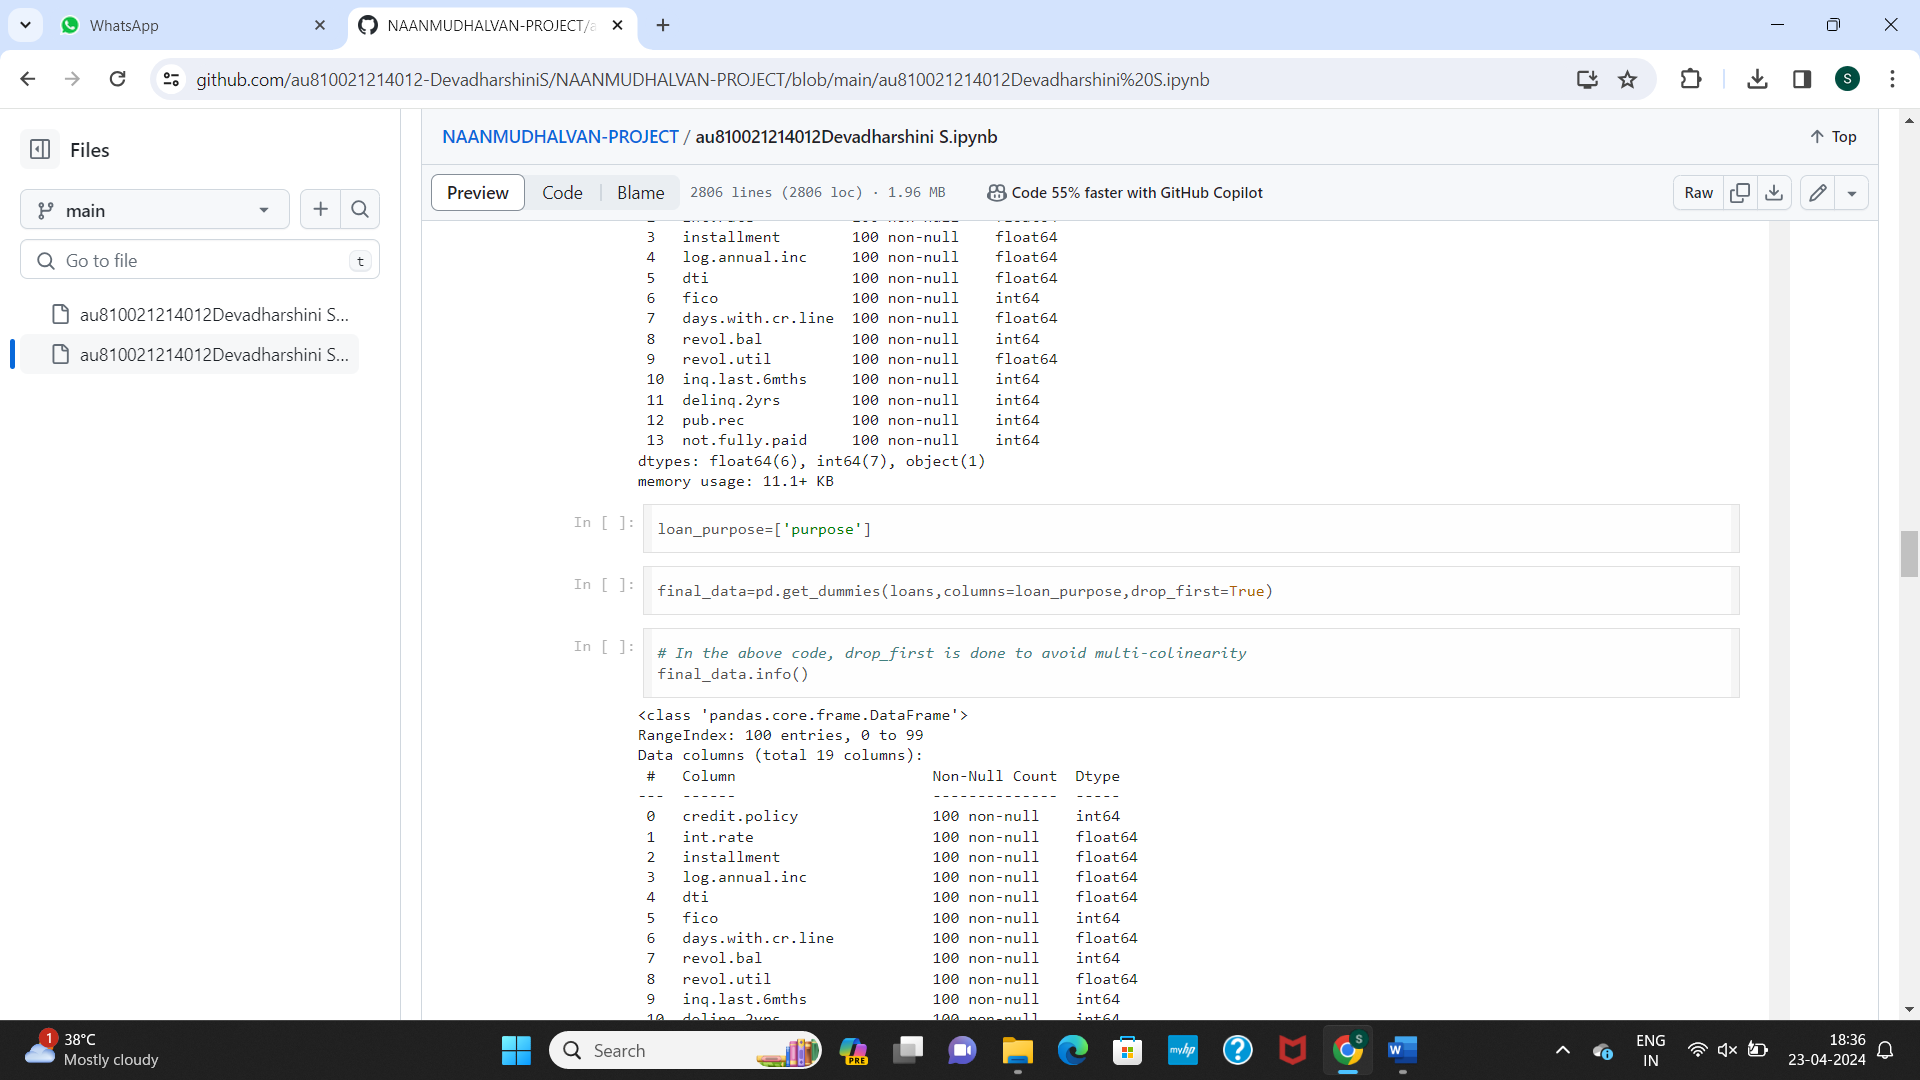 WhatsApp
NAANMUDHALVAN-PROJECT/a
github.com/au810021214012-DevadharshiniS/NAANMUDHALVAN-PROJECT/blob/main/au810021214012Devadharshini%20S.ipynb
S
Files
NAANMUDHALVAN-PROJECT / au810021214012Devadharshini S.ipynb
Top
main
Preview Code Blame 2806 lines (2806 loc) · 1.96 MB Code 55% faster with GitHub Copilot Raw
Go to file t
au810021214012Devadharshini S...
au810021214012Devadharshini S...
3 installment 100 non-null float64
4 log.annual.inc 100 non-null float64
5 dti 100 non-null float64
6 fico 100 non-null int64
7 days.with.cr.line 100 non-null float64
8 revol.bal 100 non-null int64
9 revol.util 100 non-null float64
10 inq.last.6mths 100 non-null int64
11 delinq.2yrs 100 non-null int64
12 pub.rec 100 non-null int64
13 not.fully.paid 100 non-null int64
dtypes: float64(6), int64(7), object(1)
memory usage: 11.1+ KB
In [ ]: loan_purpose=['purpose']
In [ ]: final_data=pd.get_dummies(loans,columns=loan_purpose,drop_first=True)
In [ ]: # In the above code, drop_first is done to avoid multi-colinearity
final_data.info()
<class 'pandas.core.frame.DataFrame'>
RangeIndex: 100 entries, 0 to 99
Data columns (total 19 columns):
# Column Non-Null Count Dtype
--- ------ -------------- -----
0 credit.policy 100 non-null int64
1 int.rate 100 non-null float64
2 installment 100 non-null float64
3 log.annual.inc 100 non-null float64
4 dti 100 non-null float64
5 fico 100 non-null int64
6 days.with.cr.line 100 non-null float64
7 revol.bal 100 non-null int64
8 revol.util 100 non-null float64
9 inq.last.6mths 100 non-null int64
10 delinq.2yrs 100 non-null int64
1 38°C
Mostly cloudy
Search
PRE
myhp
S
W
ENG
IN
18:36
23-04-2024